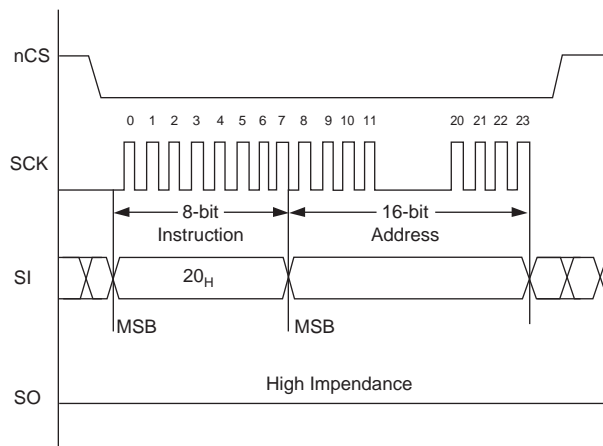 nCS
0 1 2 3 4 5 6 7 8 9 10 11 20 21 22 23
SCK
8-bit 16-bit
Instruction Address
SI 20H
MSB MSB
High Impendance
SO